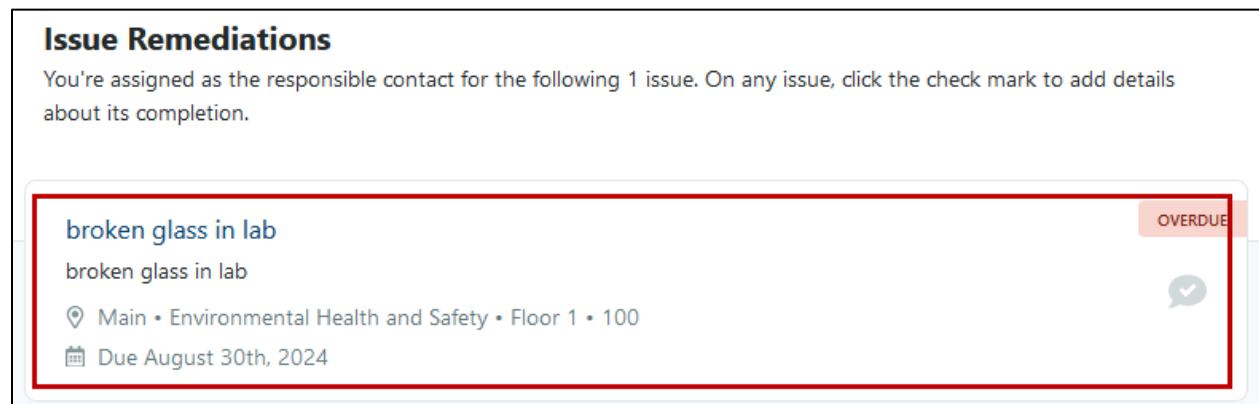 Issue Remediations
You're assigned as the responsible contact for the following 1 issue. On any issue, click the check mark to add details
about its completion.
OVERDUE
broken glass in lab
broken glass in lab
Main • Environmental Health and Safety • Floor 1 • 100
Due August 30th, 2024